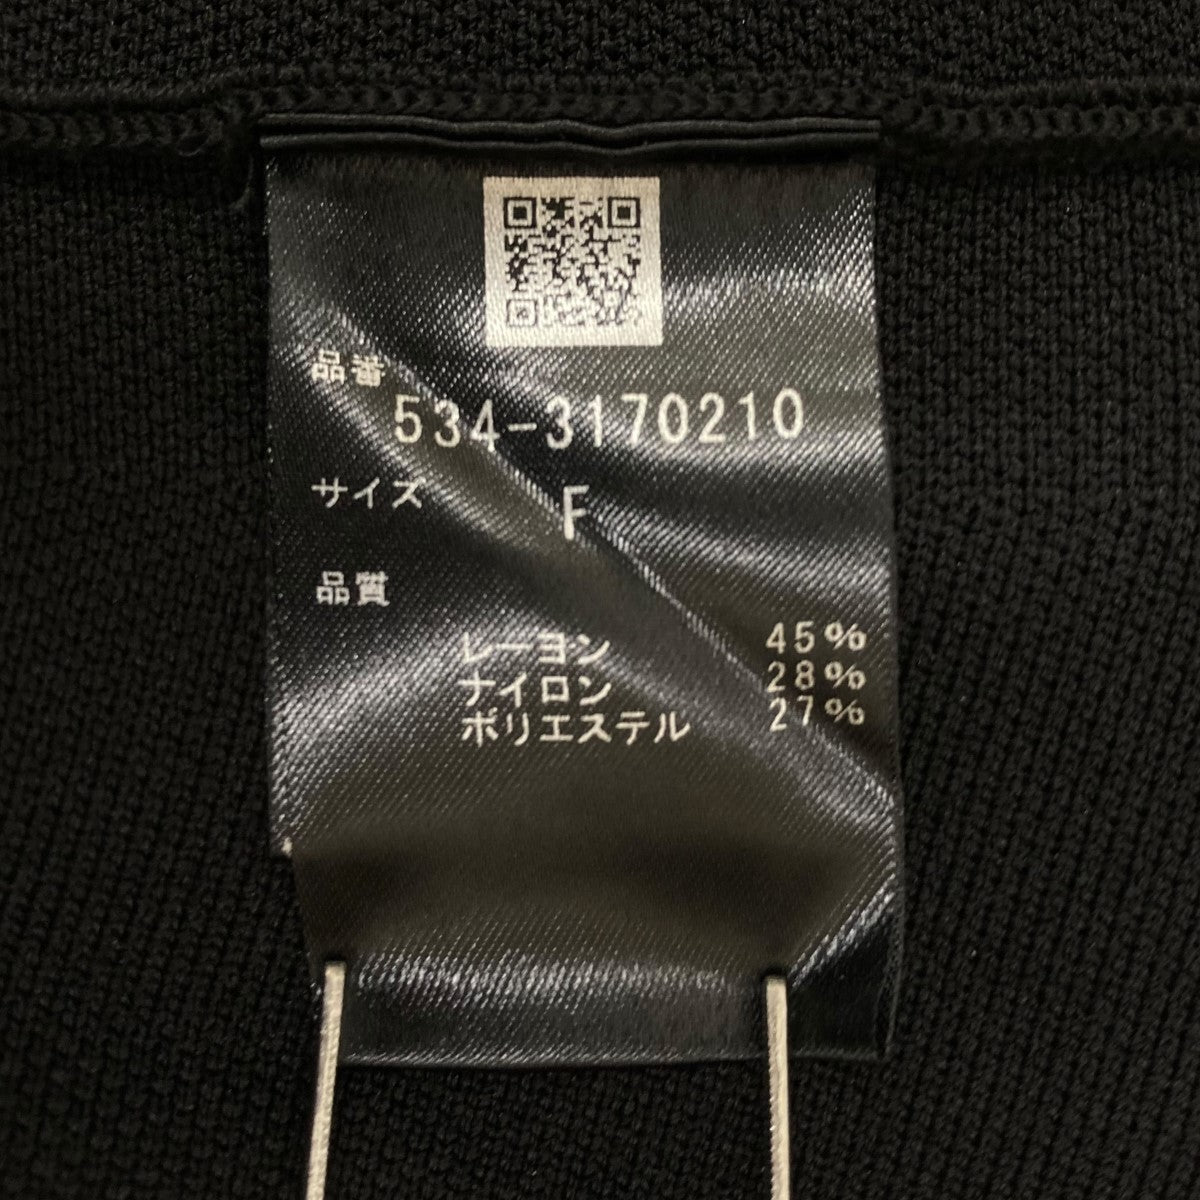 品番
534-3170210
サイズ
F
品質
レーヨン 45%
ナイロン 28%
ポリエステル 27%